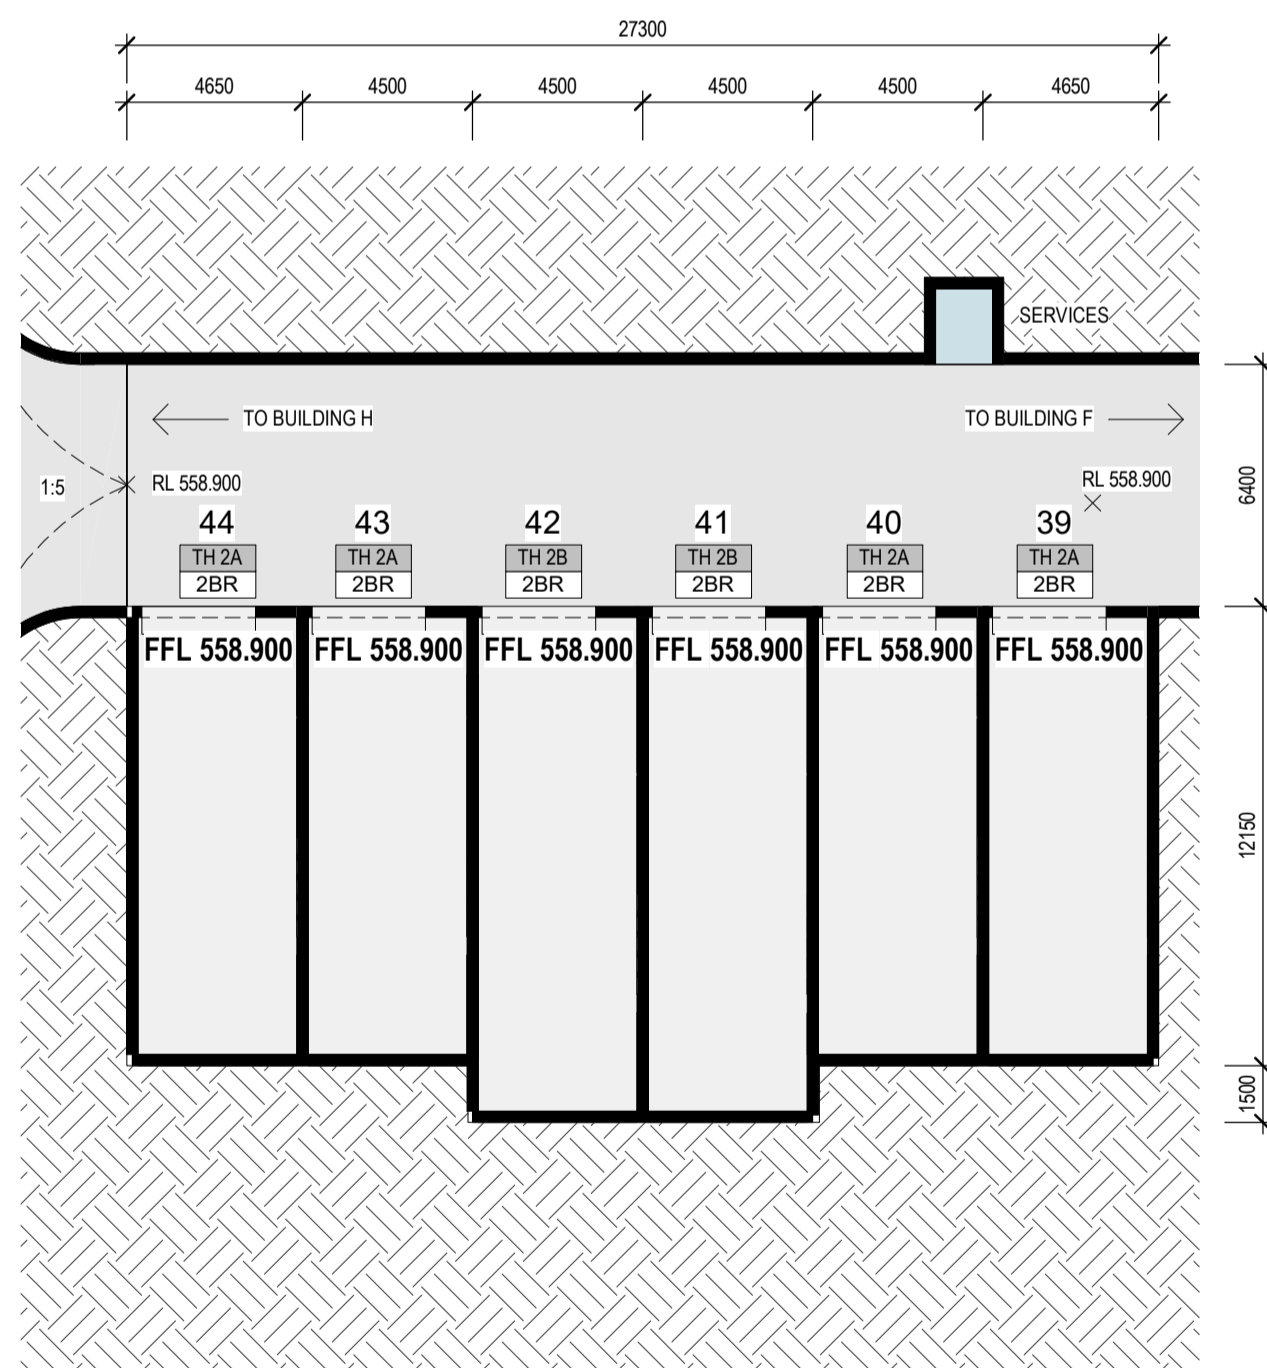 27300
4650 4500 4500 4500 4500 4650
SERVICES
TO BUILDING H
TO BUILDING F
1:5
RL 558.900
RL 558.900
6400
44 43 42 41 40 39
TH 2A TH 2A TH 2B TH 2B TH 2A TH 2A
2BR 2BR 2BR 2BR 2BR 2BR
FFL 558.900 FFL 558.900 FFL 558.900 FFL 558.900 FFL 558.900 FFL 558.900
12150
1500